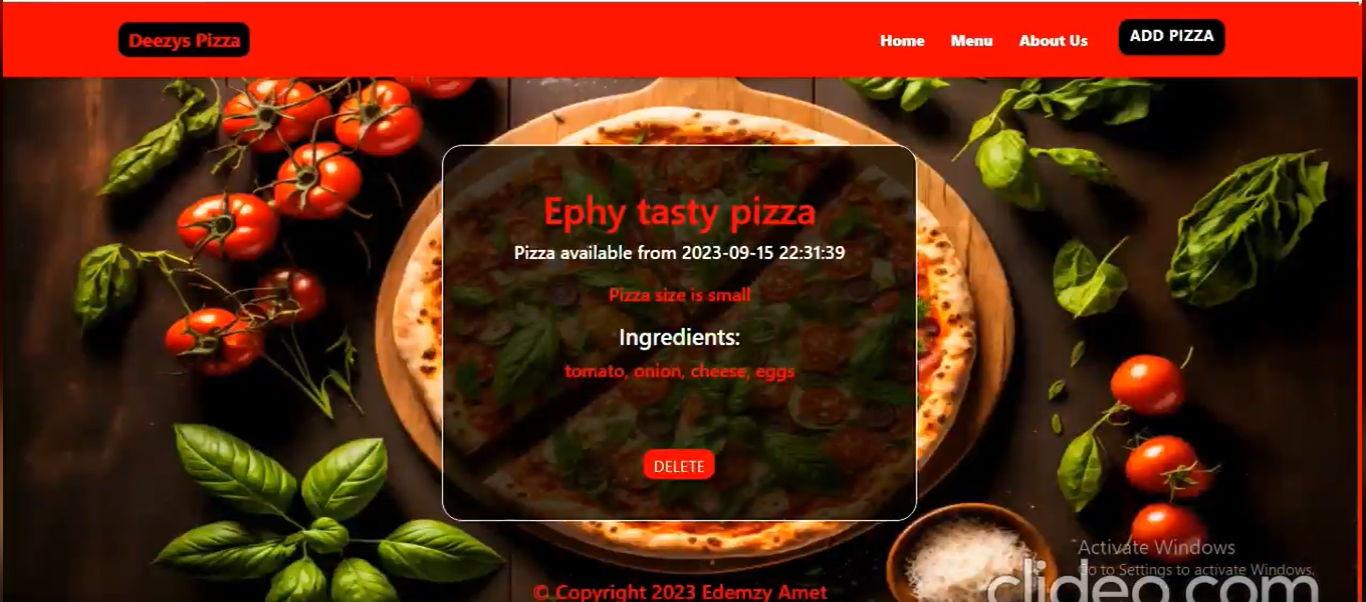 Deezys Pizza
Home Menu About Us ADD PIZZA
Ephy tasty pizza
Pizza available from 2023-09-15 22:31:39
Pizza size is small
Ingredients:
tomato, onion, cheese, eggs
DELETE
Activate Windows
Go to Settings to activate Windows.
clideo.com
© Copyright 2023 Edemzy Amet